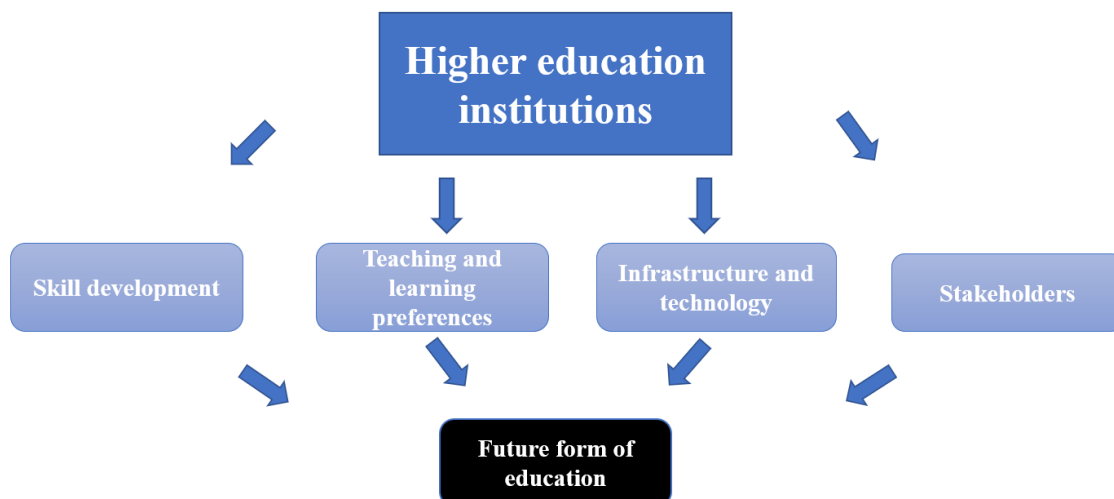 Higher education
institutions
Skill development
Teaching and
learning
preferences
Infrastructure and
technology
Stakeholders
Future form of
education